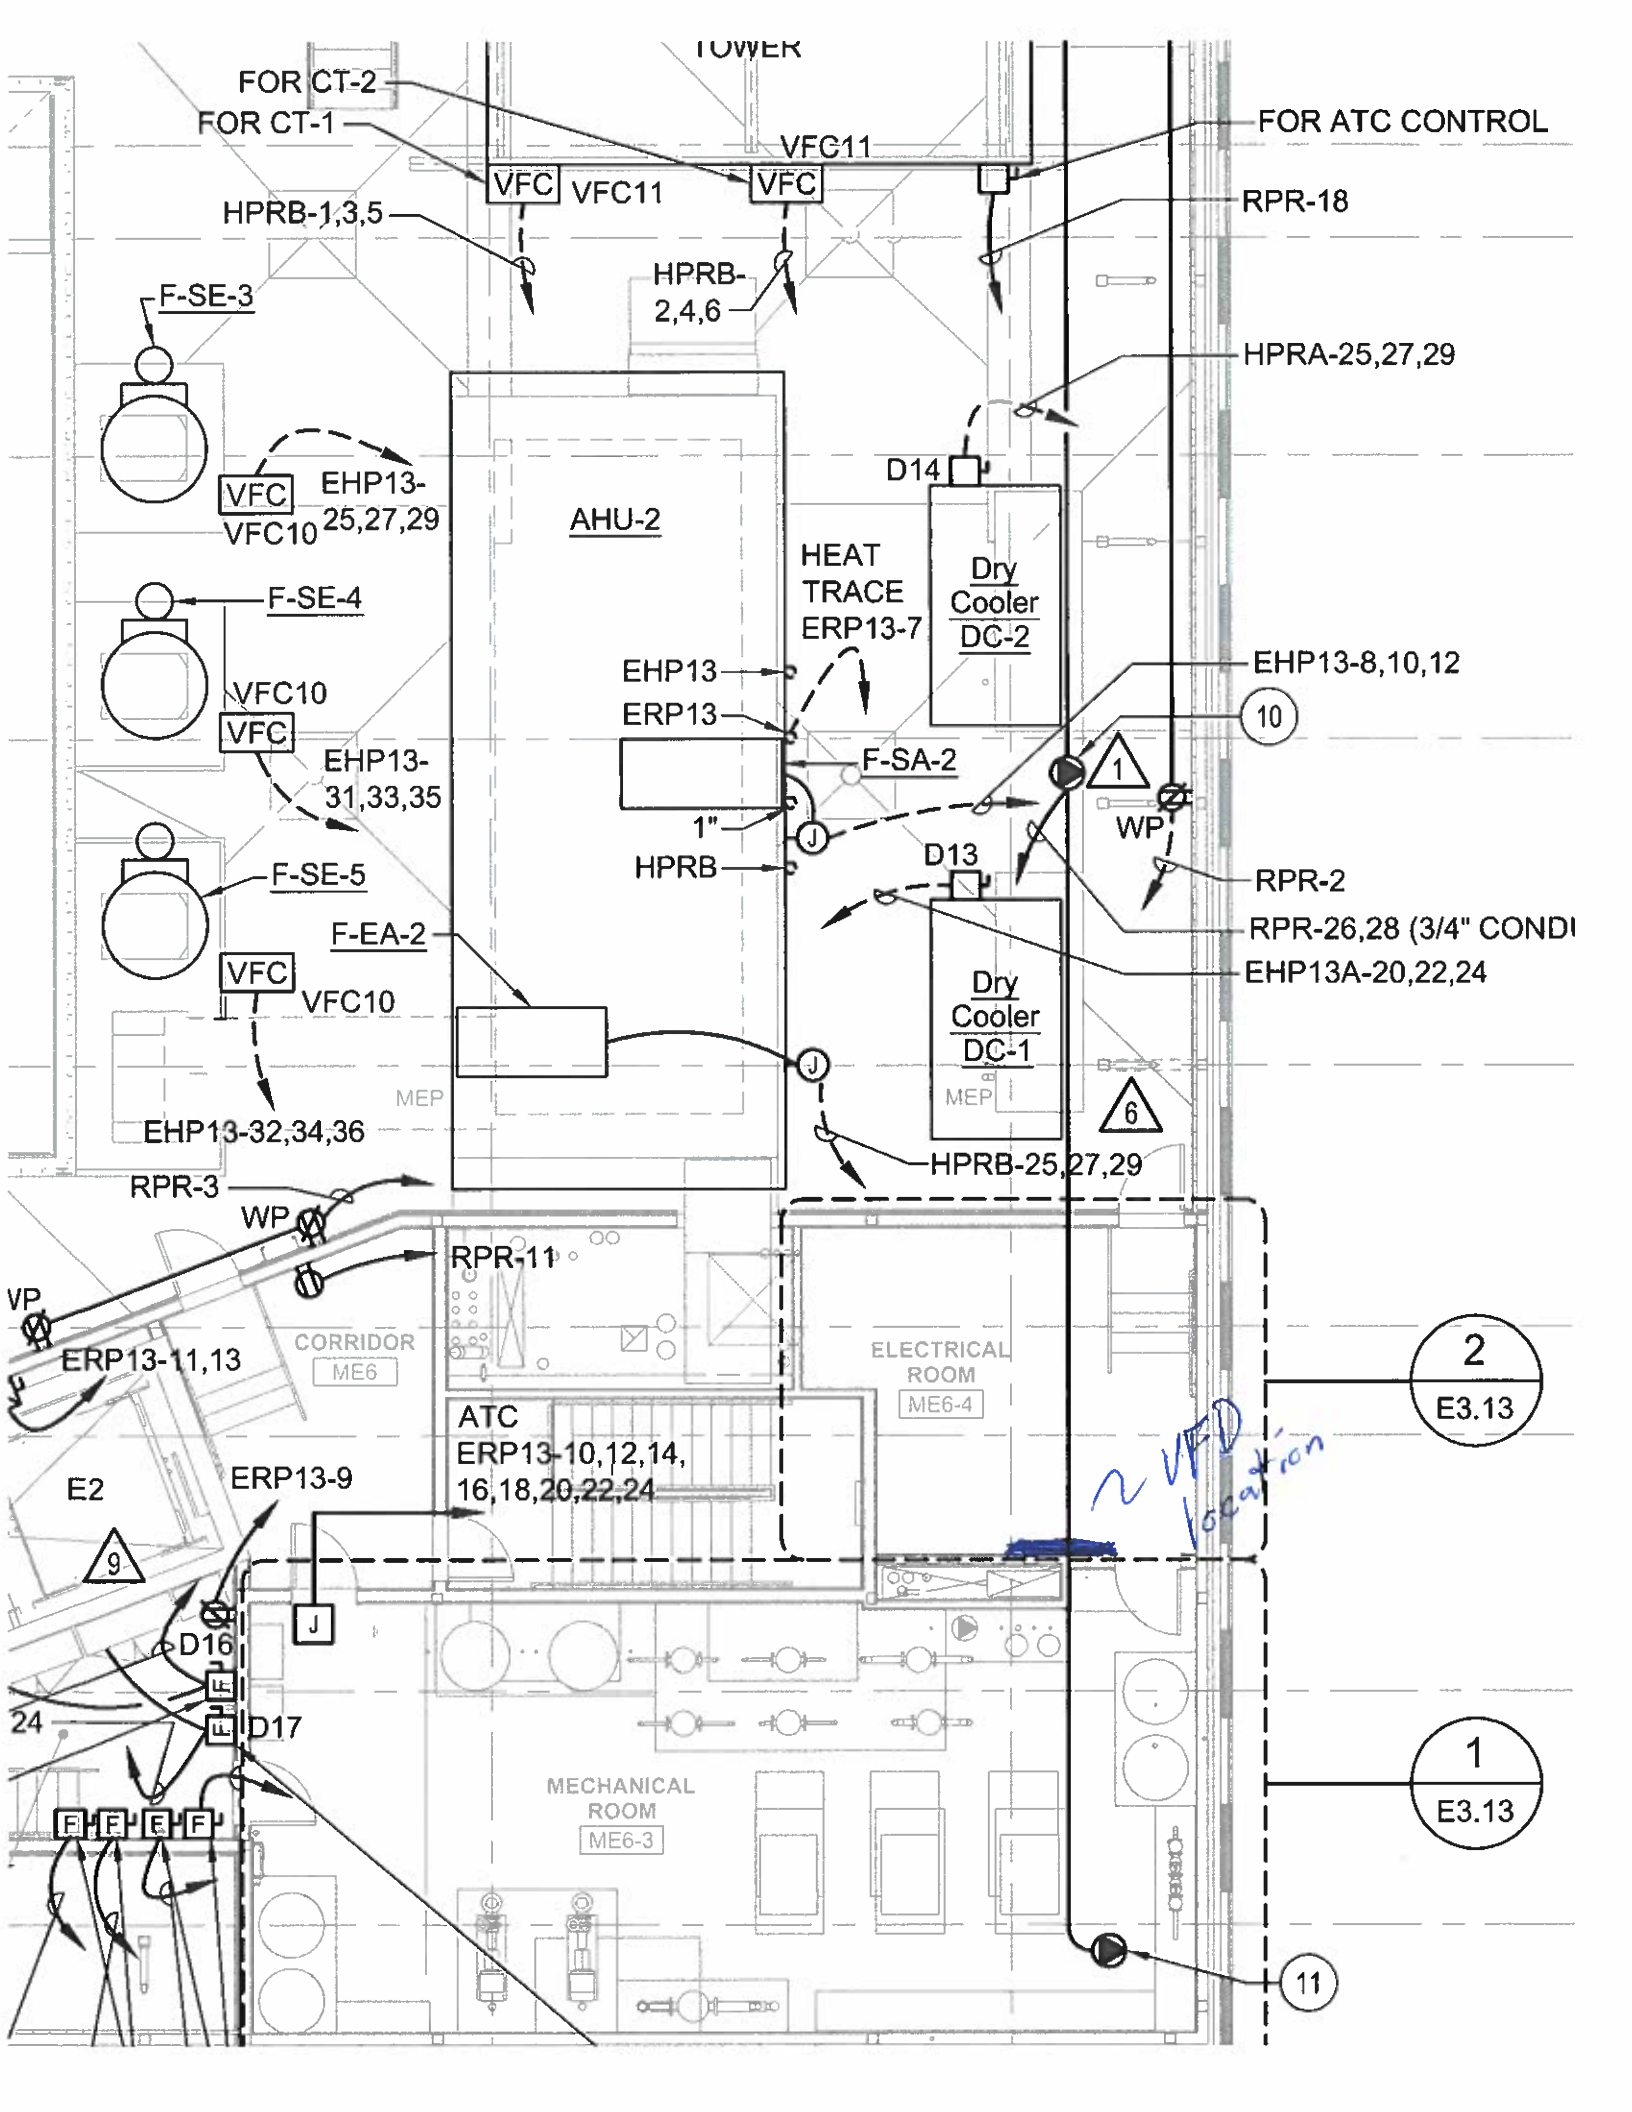 TOWER
FOR CT-2
FOR CT-1
FOR ATC CONTROL
VFC11
VFC
VFC11
VFC
HPRB-1,3,5
RPR-18
HPRB-
2,4,6
F-SE-3
HPRA-25,27,29
D14
VFC
EHP13-
25,27,29
VFC10
AHU-2
HEAT
TRACE
ERP13-7
Dry
Cooler
DC-2
F-SE-4
EHP13
EHP13-8,10,12
VFC10
VFC
ERP13
10
EHP13-
31,33,35
F-SA-2
1
1"
J
WP
HPRB
D13
F-SE-5
RPR-2
F-EA-2
RPR-26,28 (3/4" CONDU
VFC
VFC10
EHP13A-20,22,24
Dry
Cooler
DC-1
J
MEP
MEP
6
EHP13-32,34,36
HPRB-25,27,29
RPR-3
WP
RPR-11
WP
CORRIDOR
ME6
ELECTRICAL
ROOM
ME6-4
2
E3.13
ERP13-11,13
ATC
ERP13-10,12,14,
16,18,20,22,24
ERP13-9
E2
~ VFD
location
9
J
D16
F
F
D17
24
MECHANICAL
ROOM
ME6-3
1
E3.13
F
F
F
F
11